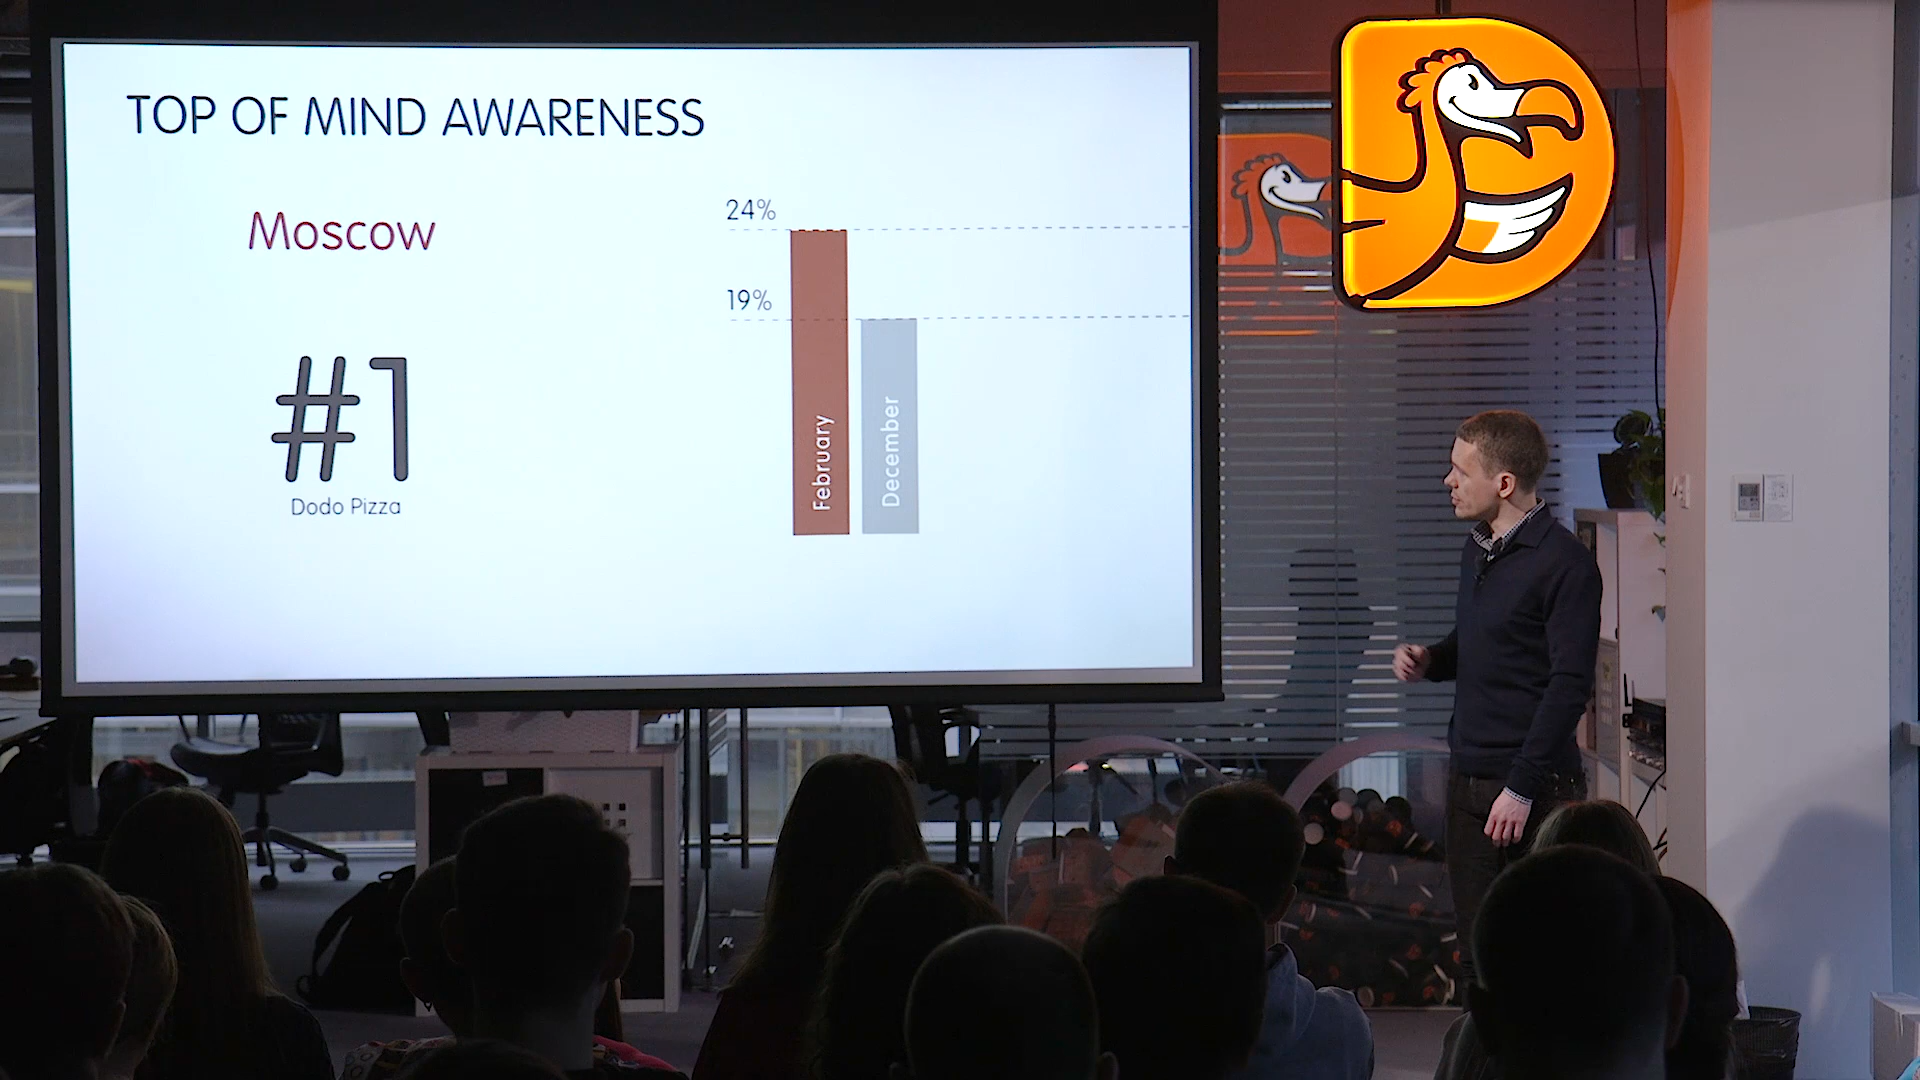 TOP OF MIND AWARENESS
Moscow
#1
Dodo Pizza
24%
19%
February
December